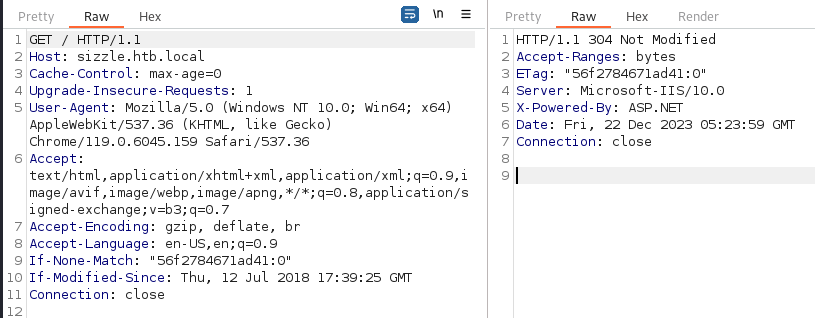 Pretty Raw Hex \n
GET / HTTP/1.1
1
Host: sizzle.htb.local
2
Cache-Control: max-age=0
3
Upgrade-Insecure-Requests: 1
4
User-Agent: Mozilla/5.0 (Windows NT 10.0; Win64; x64)
5
AppleWebKit/537.36 (KHTML, like Gecko)
Chrome/119.0.6045.159 Safari/537.36
Accept:
6
text/html,application/xhtml+xml,application/xml;q=0.9,i
mage/avif,image/webp,image/apng,*/*;q=0.8,application/s
igned-exchange;v=b3;q=0.7
Accept-Encoding: gzip, deflate, br
7
Accept-Language: en-US,en;q=0.9
8
If-None-Match: "56f2784671ad41:0"
9
If-Modified-Since: Thu, 12 Jul 2018 17:39:25 GMT
10
Connection: close
11
12
Pretty Raw Hex Render
1 HTTP/1.1 304 Not Modified
2 Accept-Ranges: bytes
3 ETag: "56f2784671ad41:0"
4 Server: Microsoft-IIS/10.0
5 X-Powered-By: ASP.NET
6 Date: Fri, 22 Dec 2023 05:23:59 GMT
7 Connection: close
8
9